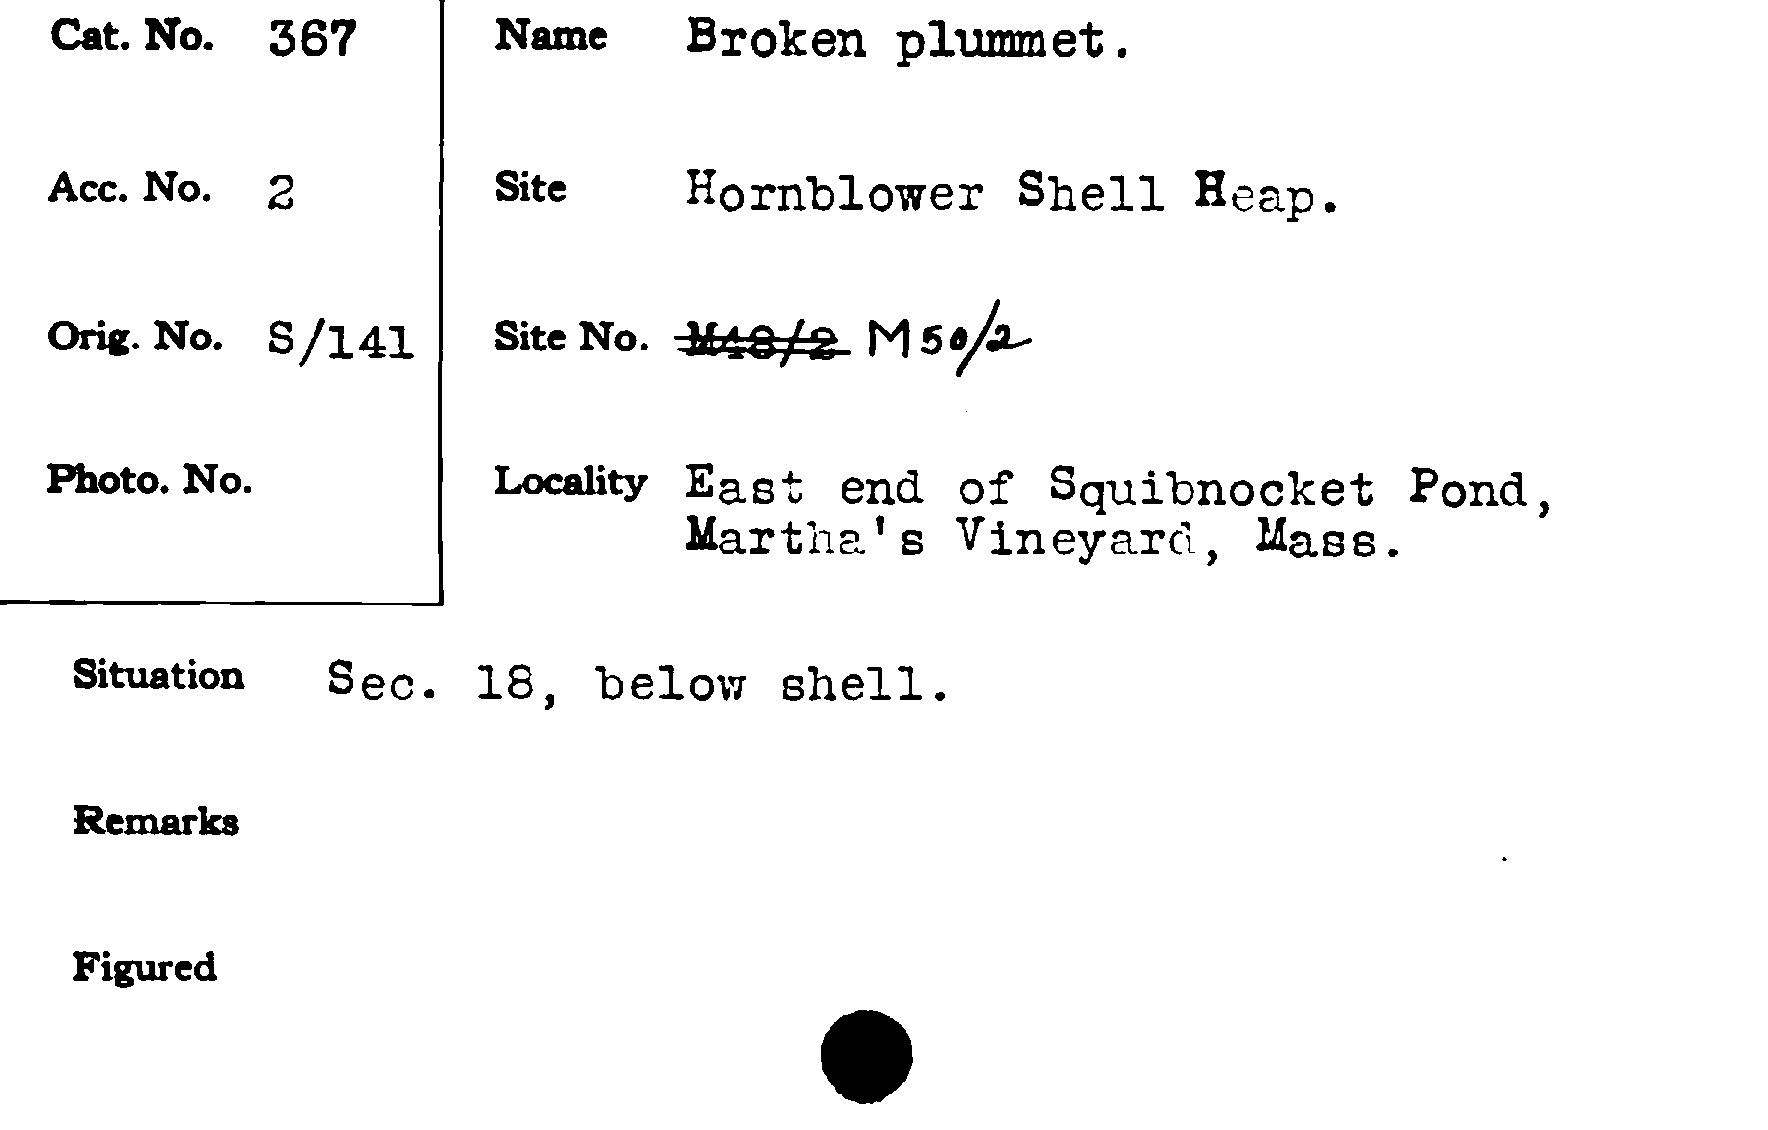 Cat. No. 367
Name Broken plummet.
Acc. No. 2
Site Hornblower Shell Heap.
Orig. No. S/141
Site No. M48/2 M50/2
Photo. No.
Locality East end of Squibnocket Pond,
Martha's Vineyard, Mass.
Situation Sec. 18, below shell.
Remarks
Figured